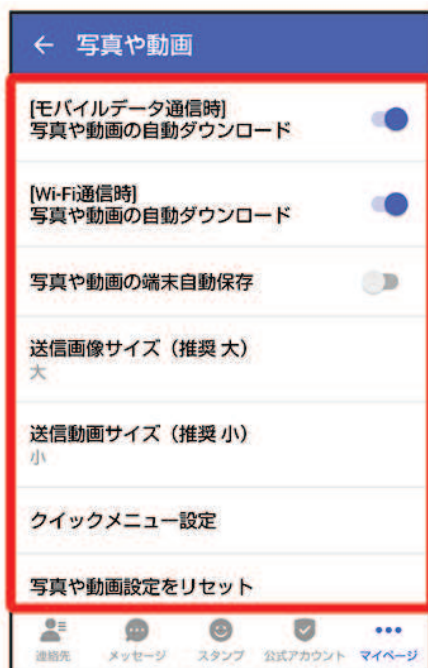 ← 写真や動画
[モバイルデータ通信時]
写真や動画の自動ダウンロード
[Wi-Fi通信時]
写真や動画の自動ダウンロード
写真や動画の端末自動保存
送信画像サイズ（推奨 大）
大
送信動画サイズ（推奨 小）
小
クイックメニュー設定
写真や動画設定をリセット
連絡先 メッセージ スタンプ 公式アカウント マイページ